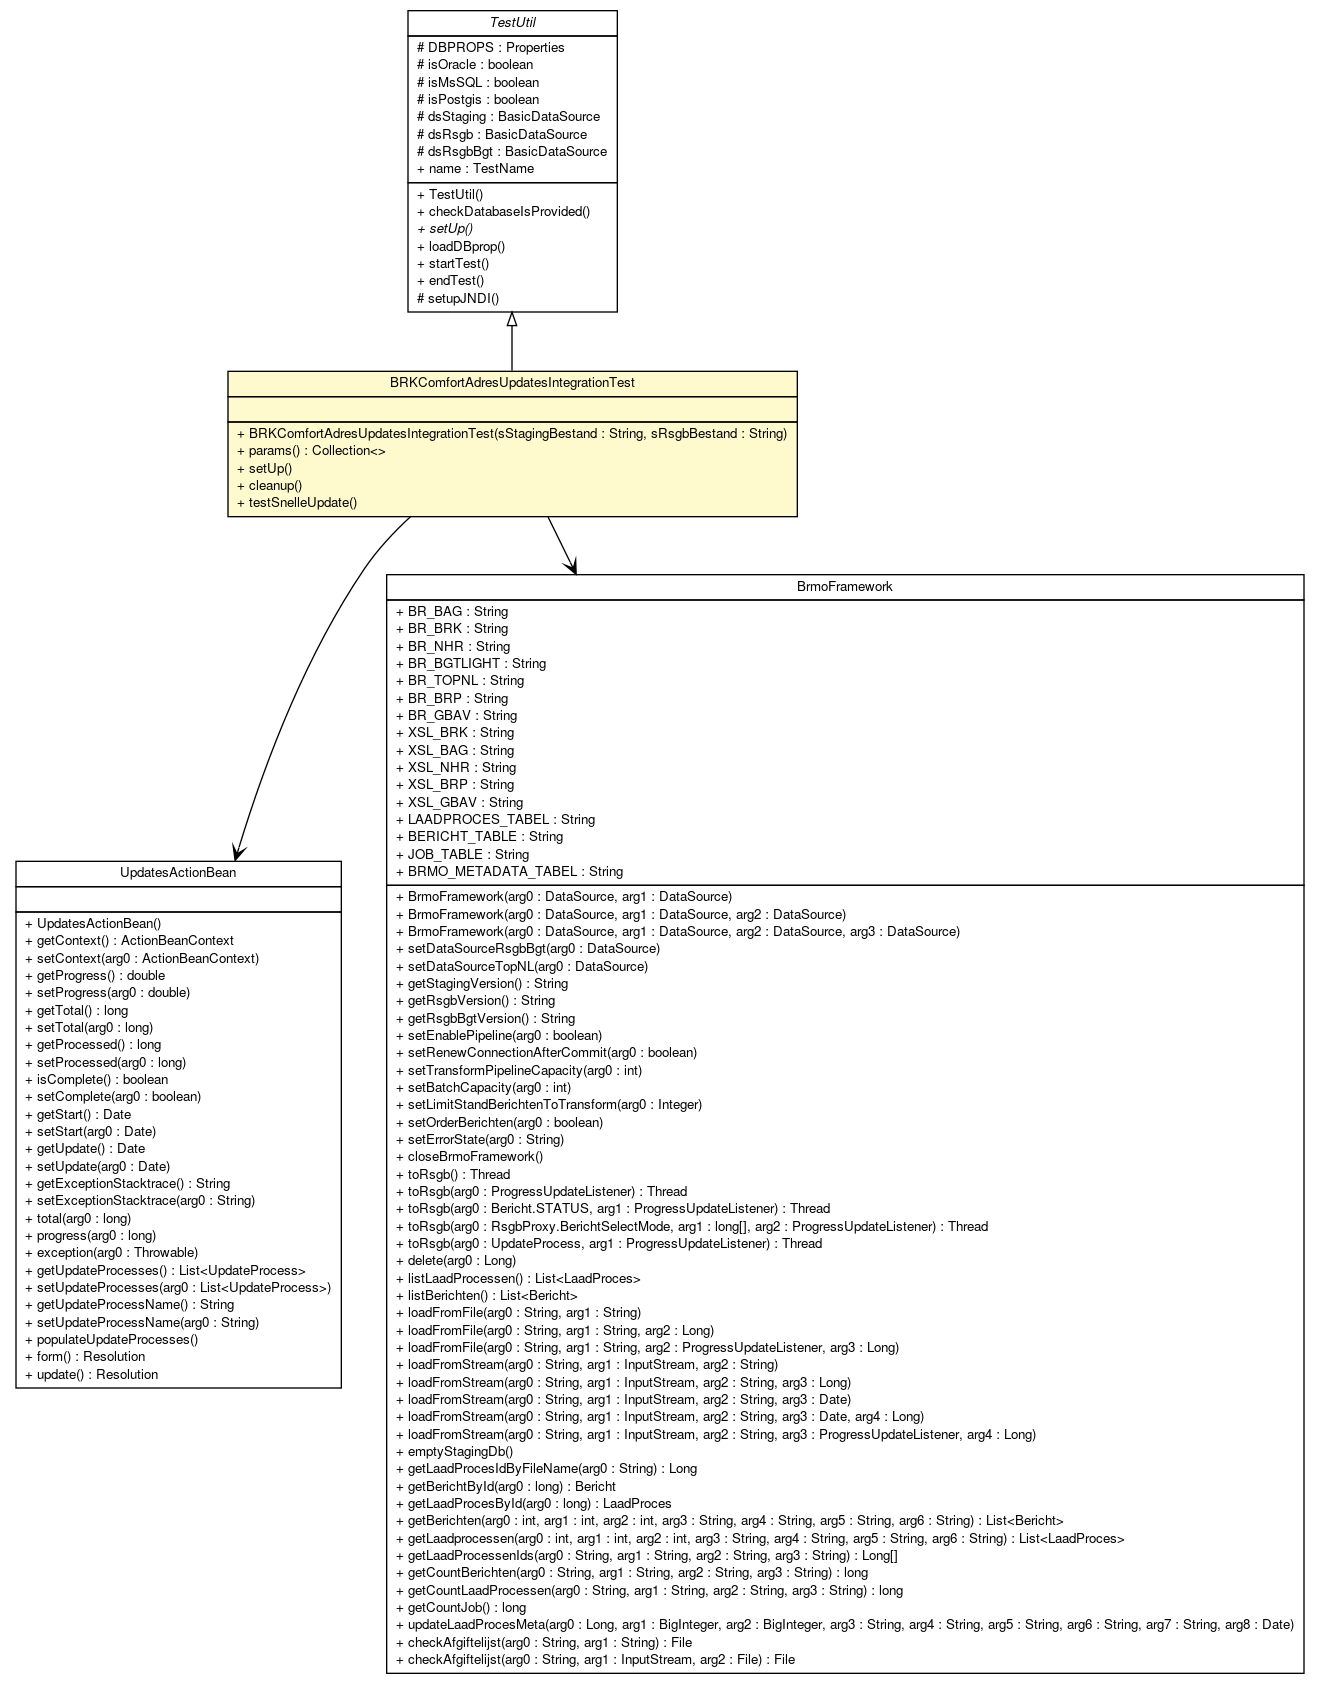 TestUtil
# DBPROPS : Properties
# isOracle : boolean
# isMsSQL : boolean
# isPostgis : boolean
# dsStaging : BasicDataSource
# dsRsgb : BasicDataSource
# dsRsgbBgt : BasicDataSource
+ name : TestName
+ TestUtil()
+ checkDatabaseIsProvided()
+ setUp()
+ loadDBprop()
+ startTest()
+ endTest()
# setupJNDI()
BRKComfortAdresUpdatesIntegrationTest
+ BRKComfortAdresUpdatesIntegrationTest(sStagingBestand : String, sRsgbBestand : String)
+ params() : Collection<>
+ setUp()
+ cleanup()
+ testSnelleUpdate()
BrmoFramework
+ BR_BAG : String
+ BR_BRK : String
+ BR_NHR : String
+ BR_BGTLIGHT : String
+ BR_TOPNL : String
+ BR_BRP : String
+ BR_GBAV : String
+ XSL_BRK : String
+ XSL_BAG : String
+ XSL_NHR : String
+ XSL_BRP : String
+ XSL_GBAV : String
+ LAADPROCES_TABEL : String
+ BERICHT_TABLE : String
+ JOB_TABLE : String
+ BRMO_METADATA_TABEL : String
+ BrmoFramework(arg0 : DataSource, arg1 : DataSource)
+ BrmoFramework(arg0 : DataSource, arg1 : DataSource, arg2 : DataSource)
+ BrmoFramework(arg0 : DataSource, arg1 : DataSource, arg2 : DataSource, arg3 : DataSource)
+ setDataSourceRsgbBgt(arg0 : DataSource)
+ setDataSourceTopNL(arg0 : DataSource)
+ getStagingVersion() : String
+ getRsgbVersion() : String
+ getRsgbBgtVersion() : String
+ setEnablePipeline(arg0 : boolean)
+ setRenewConnectionAfterCommit(arg0 : boolean)
+ setTransformPipelineCapacity(arg0 : int)
+ setBatchCapacity(arg0 : int)
+ setLimitStandBerichtenToTransform(arg0 : Integer)
+ setOrderBerichten(arg0 : boolean)
+ setErrorState(arg0 : String)
+ closeBrmoFramework()
+ toRsgb() : Thread
+ toRsgb(arg0 : ProgressUpdateListener) : Thread
+ toRsgb(arg0 : Bericht.STATUS, arg1 : ProgressUpdateListener) : Thread
+ toRsgb(arg0 : RsgbProxy.BerichtSelectMode, arg1 : long[], arg2 : ProgressUpdateListener) : Thread
+ toRsgb(arg0 : UpdateProcess, arg1 : ProgressUpdateListener) : Thread
+ delete(arg0 : Long)
+ listLaadProcessen() : List<LaadProces>
+ listBerichten() : List<Bericht>
+ loadFromFile(arg0 : String, arg1 : String)
+ loadFromFile(arg0 : String, arg1 : String, arg2 : Long)
+ loadFromFile(arg0 : String, arg1 : String, arg2 : ProgressUpdateListener, arg3 : Long)
+ loadFromStream(arg0 : String, arg1 : InputStream, arg2 : String)
+ loadFromStream(arg0 : String, arg1 : InputStream, arg2 : String, arg3 : Long)
+ loadFromStream(arg0 : String, arg1 : InputStream, arg2 : String, arg3 : Date)
+ loadFromStream(arg0 : String, arg1 : InputStream, arg2 : String, arg3 : Date, arg4 : Long)
+ loadFromStream(arg0 : String, arg1 : InputStream, arg2 : String, arg3 : ProgressUpdateListener, arg4 : Long)
+ emptyStagingDb()
+ getLaadProcesIdByFileName(arg0 : String) : Long
+ getBerichtById(arg0 : long) : Bericht
+ getLaadProcesById(arg0 : long) : LaadProces
+ getBerichten(arg0 : int, arg1 : int, arg2 : int, arg3 : String, arg4 : String, arg5 : String, arg6 : String) : List<Bericht>
+ getLaadprocessen(arg0 : int, arg1 : int, arg2 : int, arg3 : String, arg4 : String, arg5 : String, arg6 : String) : List<LaadProces>
+ getLaadProcessenIds(arg0 : String, arg1 : String, arg2 : String, arg3 : String) : Long[]
+ getCountBerichten(arg0 : String, arg1 : String, arg2 : String, arg3 : String) : long
+ getCountLaadProcessen(arg0 : String, arg1 : String, arg2 : String, arg3 : String) : long
+ getCountJob() : long
+ updateLaadProcesMeta(arg0 : Long, arg1 : BigInteger, arg2 : BigInteger, arg3 : String, arg4 : String, arg5 : String, arg6 : String, arg7 : String, arg8 : Date)
+ checkAfgiftelijst(arg0 : String, arg1 : String) : File
+ checkAfgiftelijst(arg0 : String, arg1 : InputStream, arg2 : File) : File
UpdatesActionBean
+ UpdatesActionBean()
+ getContext() : ActionBeanContext
+ setContext(arg0 : ActionBeanContext)
+ getProgress() : double
+ setProgress(arg0 : double)
+ getTotal() : long
+ setTotal(arg0 : long)
+ getProcessed() : long
+ setProcessed(arg0 : long)
+ isComplete() : boolean
+ setComplete(arg0 : boolean)
+ getStart() : Date
+ setStart(arg0 : Date)
+ getUpdate() : Date
+ setUpdate(arg0 : Date)
+ getExceptionStacktrace() : String
+ setExceptionStacktrace(arg0 : String)
+ total(arg0 : long)
+ progress(arg0 : long)
+ exception(arg0 : Throwable)
+ getUpdateProcesses() : List<UpdateProcess>
+ setUpdateProcesses(arg0 : List<UpdateProcess>)
+ getUpdateProcessName() : String
+ setUpdateProcessName(arg0 : String)
+ populateUpdateProcesses()
+ form() : Resolution
+ update() : Resolution